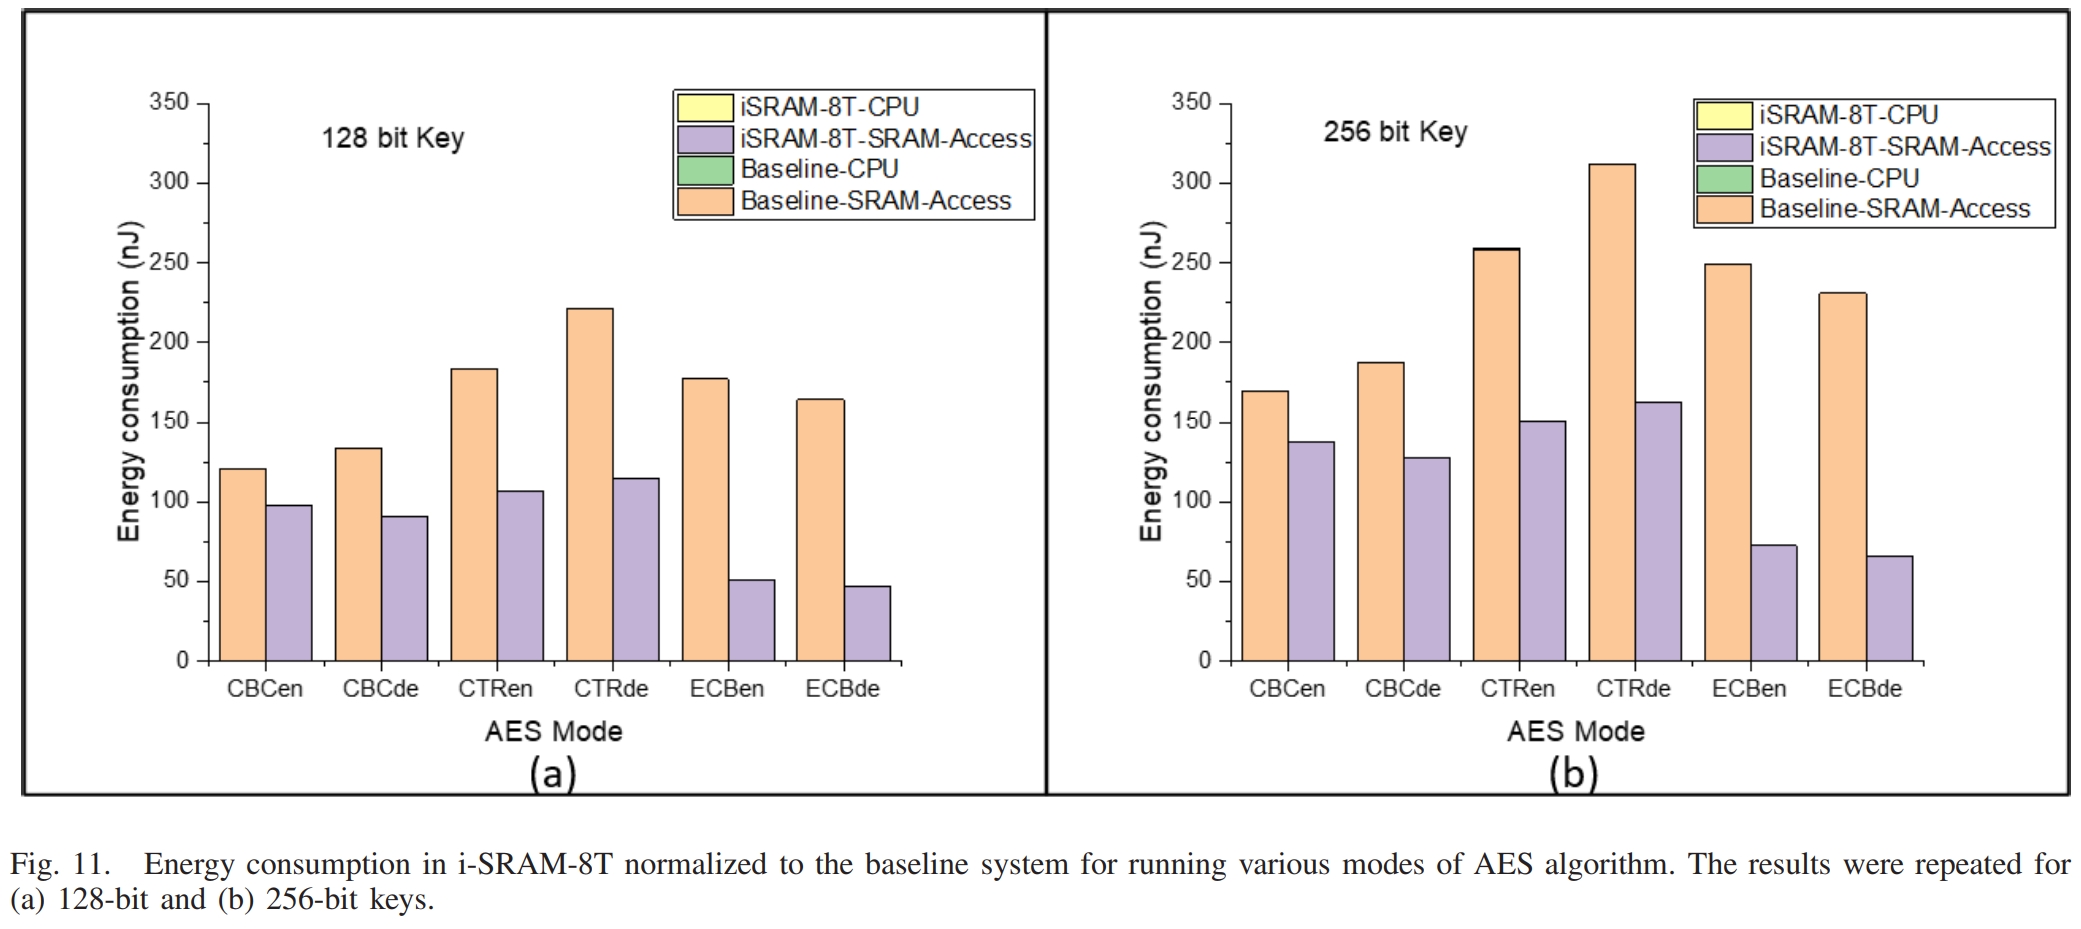 350
300
250
200
150
100
50
0
Energy consumption (nJ)
128 bit Key
iSRAM-8T-CPU
iSRAM-8T-SRAM-Access
Baseline-CPU
Baseline-SRAM-Access
CBCen CBCde CTRen CTRde ECBen ECBde
AES Mode
(a)
350
300
250
200
150
100
50
0
Energy consumption (nJ)
256 bit Key
iSRAM-8T-CPU
iSRAM-8T-SRAM-Access
Baseline-CPU
Baseline-SRAM-Access
CBCen CBCde CTRen CTRde ECBen ECBde
AES Mode
(b)
Fig. 11. Energy consumption in i-SRAM-8T normalized to the baseline system for running various modes of AES algorithm. The results were repeated for
(a) 128-bit and (b) 256-bit keys.